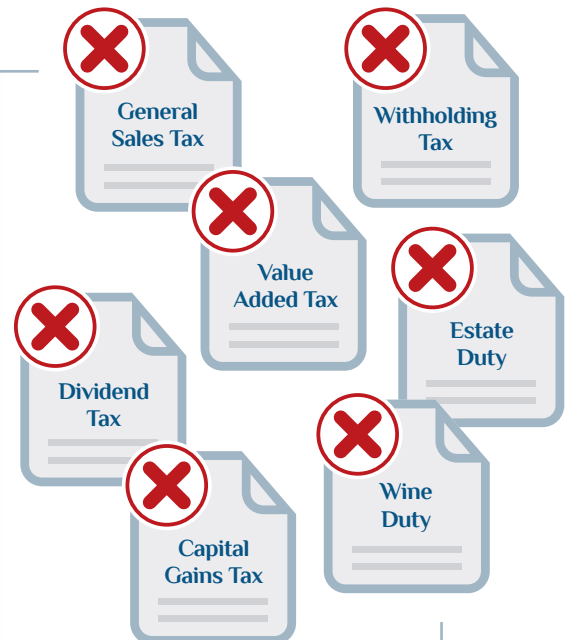 General
Sales Tax
Withholding
Tax
Value
Added Tax
Estate
Duty
Dividend
Tax
Wine
Duty
Capital
Gains Tax